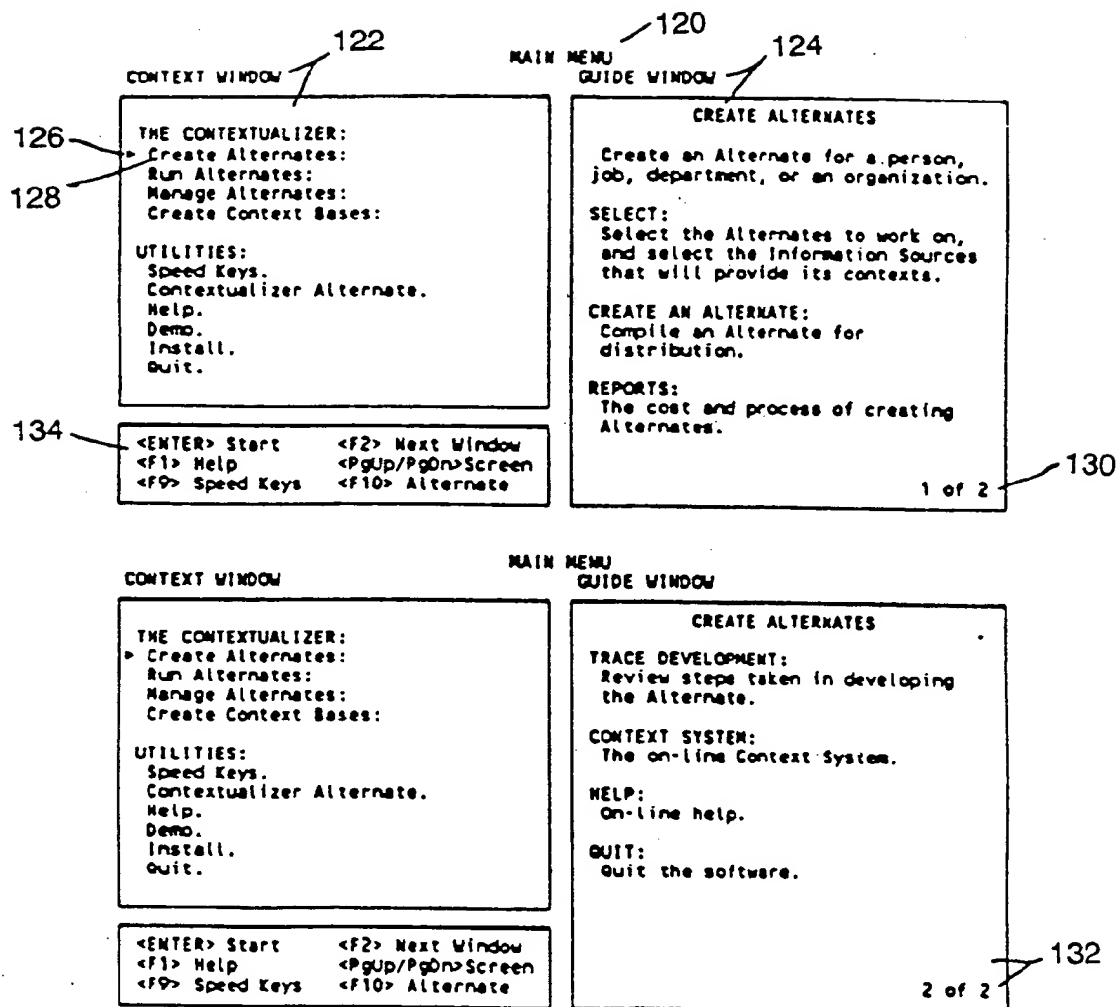 120
122
MAIN MENU
124
CONTEXT WINDOW
GUIDE WINDOW
126
128
THE CONTEXTUALIZER:
▸ Create Alternates:
Run Alternates:
Manage Alternates:
Create Context Bases:
UTILITIES:
Speed Keys.
Contextualizer Alternate.
Help.
Demo.
Install.
Quit.
134
<ENTER> Start <F2> Next Window
<F1> Help <PgUp/PgDn>Screen
<F9> Speed Keys <F10> Alternate
CREATE ALTERNATES
Create an Alternate for a person,
job, department, or an organization.
SELECT:
Select the Alternates to work on,
and select the Information Sources
that will provide its contexts.
CREATE AN ALTERNATE:
Compile an Alternate for
distribution.
REPORTS:
The cost and process of creating
Alternates.
1 of 2
130
MAIN MENU
CONTEXT WINDOW
GUIDE WINDOW
THE CONTEXTUALIZER:
▸ Create Alternates:
Run Alternates:
Manage Alternates:
Create Context Bases:
UTILITIES:
Speed Keys.
Contextualizer Alternate.
Help.
Demo.
Install.
Quit.
<ENTER> Start <F2> Next Window
<F1> Help <PgUp/PgDn>Screen
<F9> Speed Keys <F10> Alternate
CREATE ALTERNATES
TRACE DEVELOPMENT:
Review steps taken in developing
the Alternate.
CONTEXT SYSTEM:
The on-line Context System.
HELP:
On-line help.
QUIT:
Quit the software.
2 of 2
132